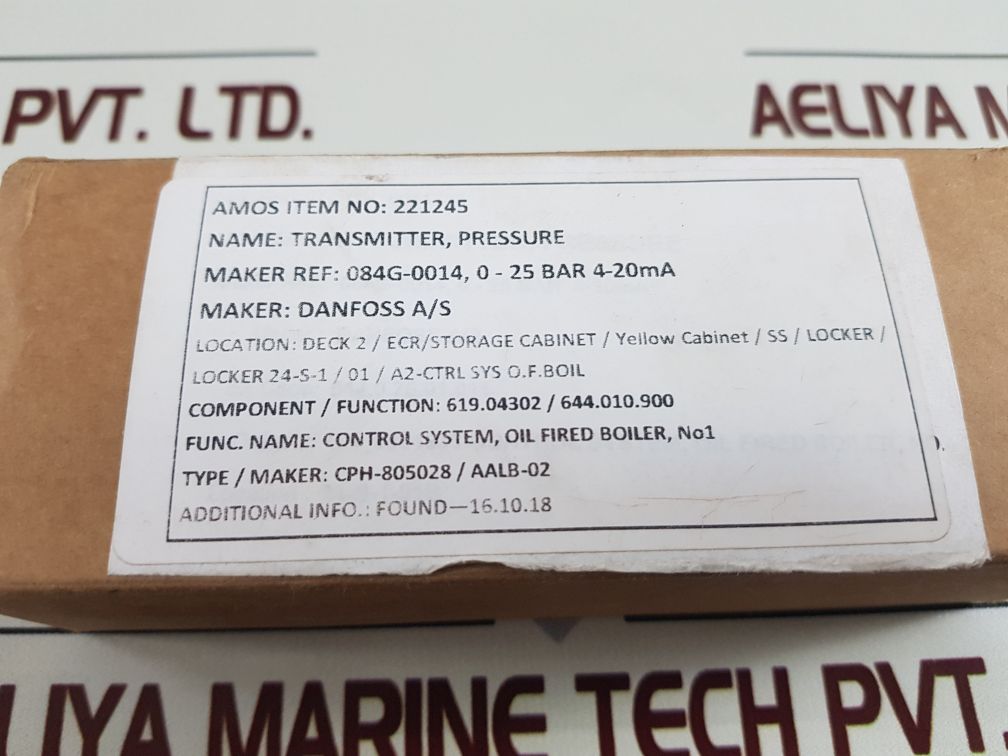 PVT. LTD.
AELIYA
AMOS ITEM NO: 221245
NAME: TRANSMITTER, PRESSURE
MAKER REF: 084G-0014, 0 - 25 BAR 4-20mA
MAKER: DANFOSS A/S
LOCATION: DECK 2 / ECR/STORAGE CABINET / Yellow Cabinet / SS / LOCKER /
LOCKER 24-S-1 / 01 / A2-CTRL SYS O.F.BOIL
COMPONENT / FUNCTION: 619.04302 / 644.010.900
FUNC. NAME: CONTROL SYSTEM, OIL FIRED BOILER, No1
TYPE / MAKER: CPH-805028 / AALB-02
ADDITIONAL INFO.: FOUND—16.10.18
LIYA MARINE TECH PVT